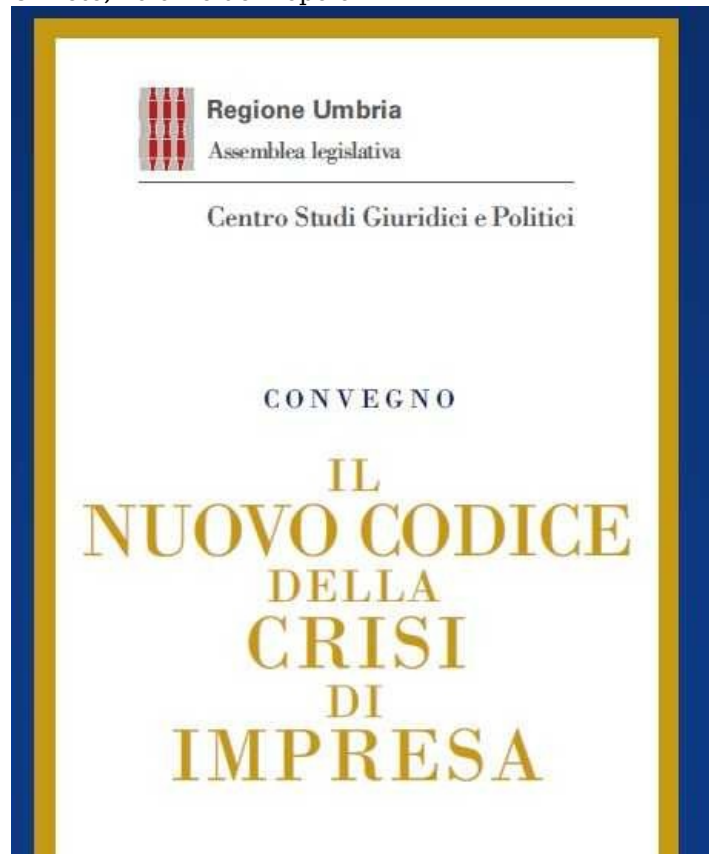 Regione Umbria
Assemblea legislativa
Centro Studi Giuridici e Politici
CONVEGNO
IL
NUOVO CODICE
DELLA
CRISI
DI
IMPRESA